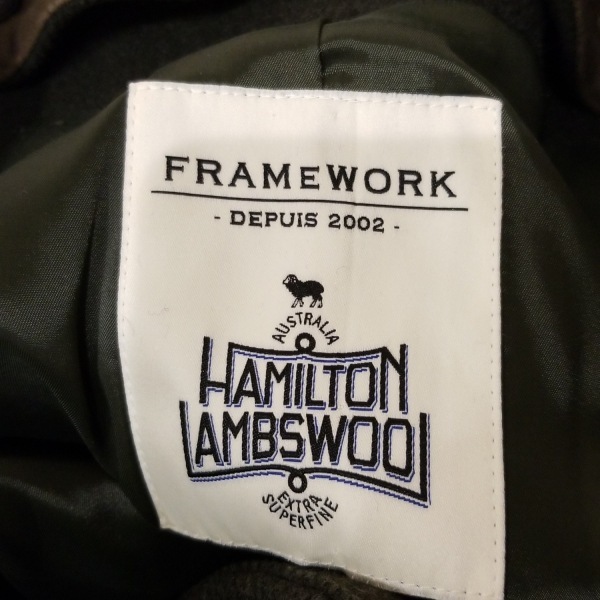 FRAMEWORK
- DEPUIS 2002 -
AUSTRALIA
HAMILTON
LAMBSWOOL
EXTRA
SUPERFINE